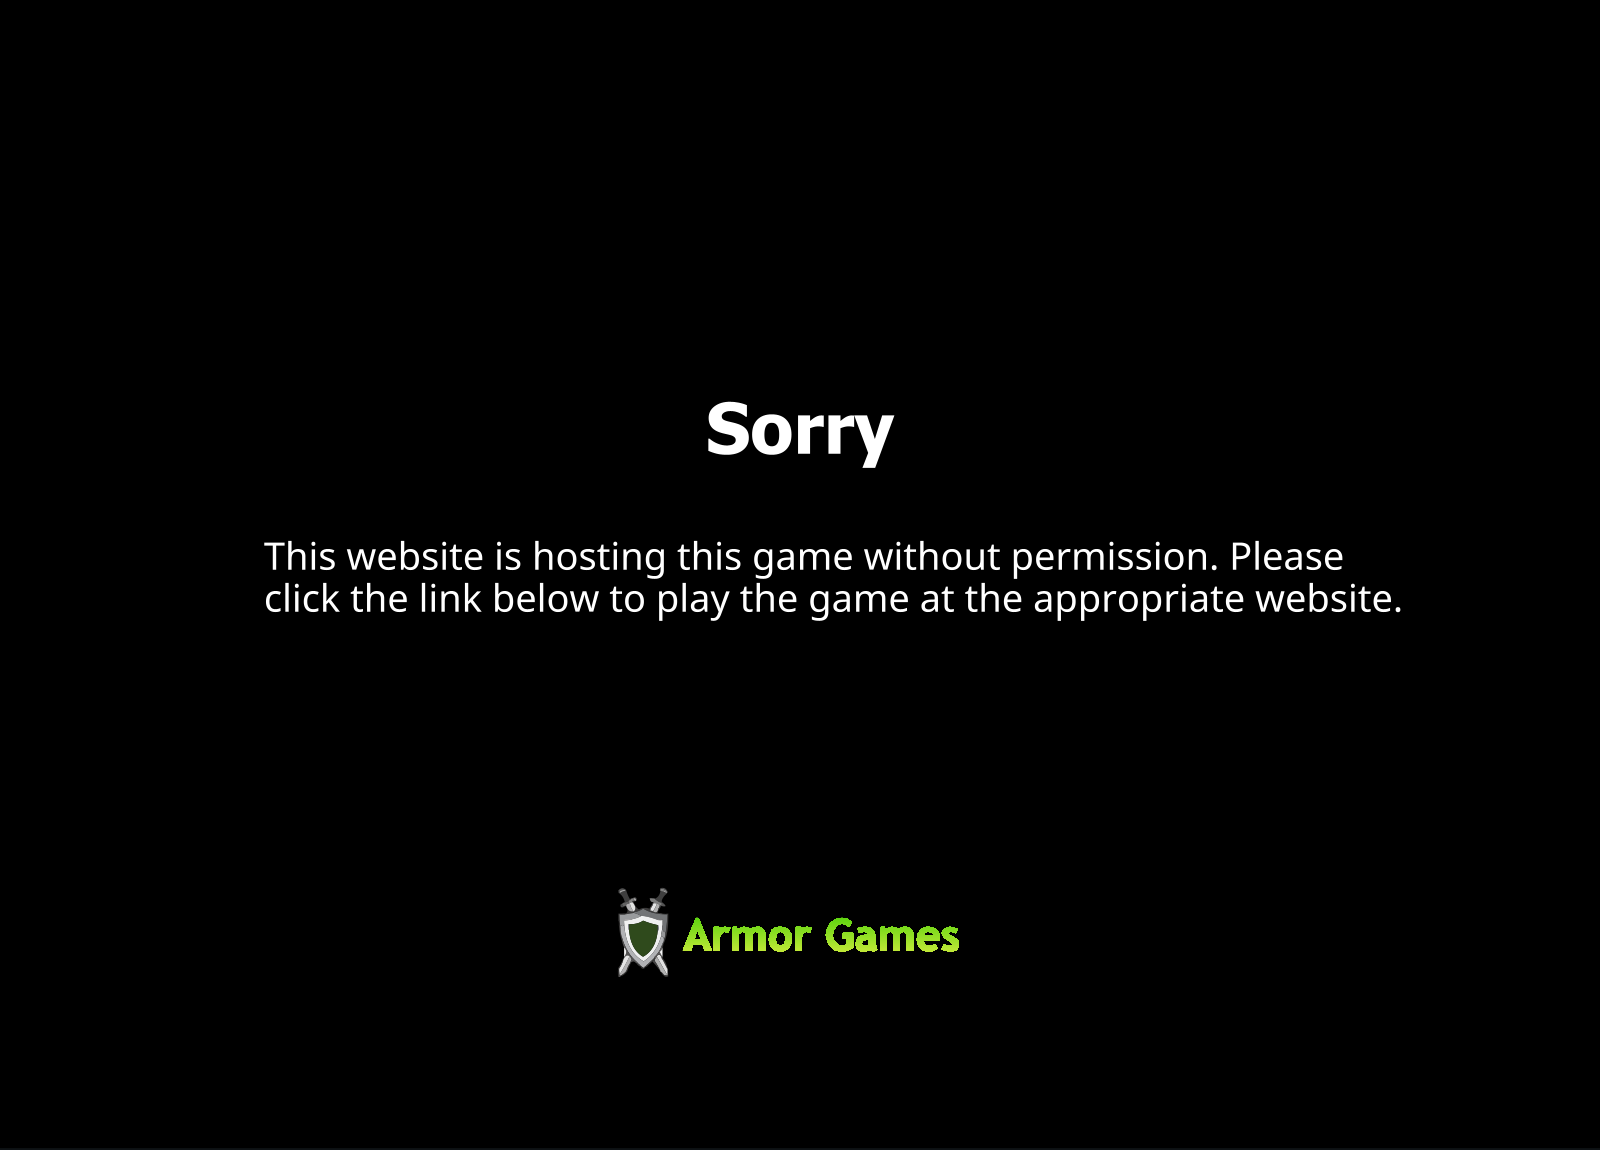 Sorry
This website is hosting this game without permission. Please
click the link below to play the game at the appropriate website.
Armor Games